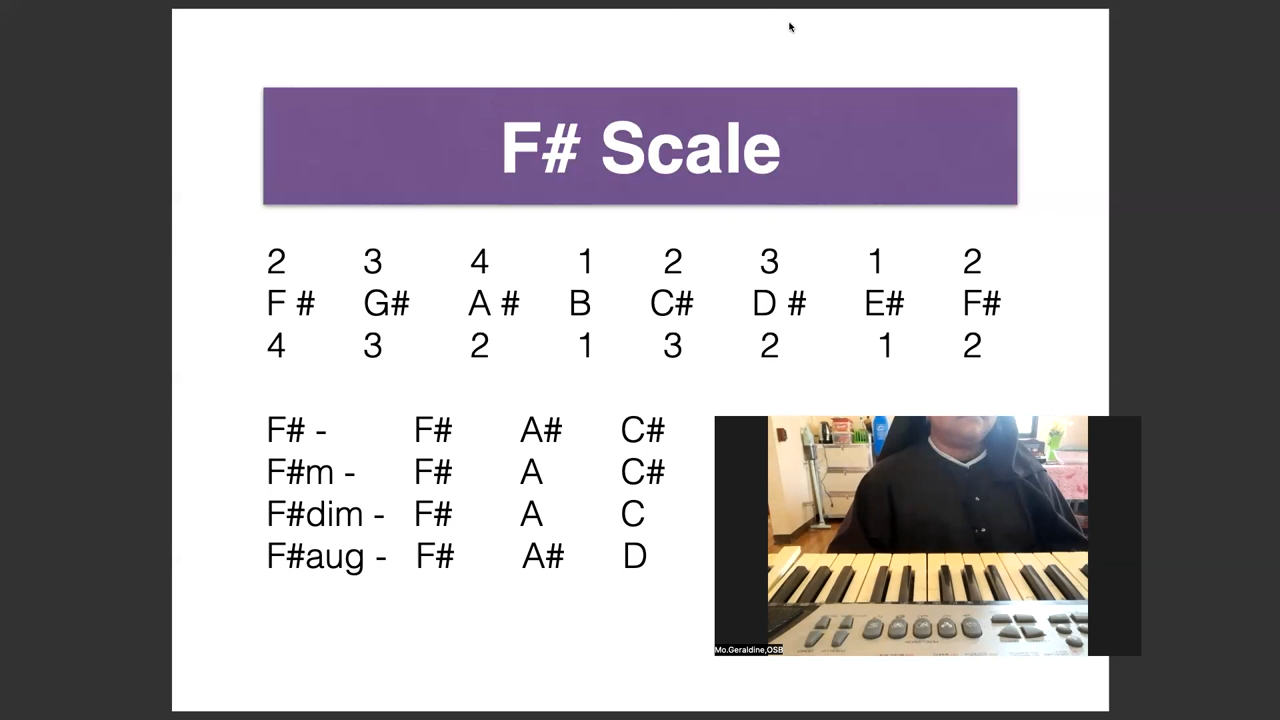 F# Scale
2 3 4 1 2 3 1 2
F # G# A # B C# D # E# F#
4 3 2 1 3 2 1 2
F# - F# A# C#
F#m - F# A C#
F#dim - F# A C
F#aug - F# A# D
Mo.Geraldine,OSB